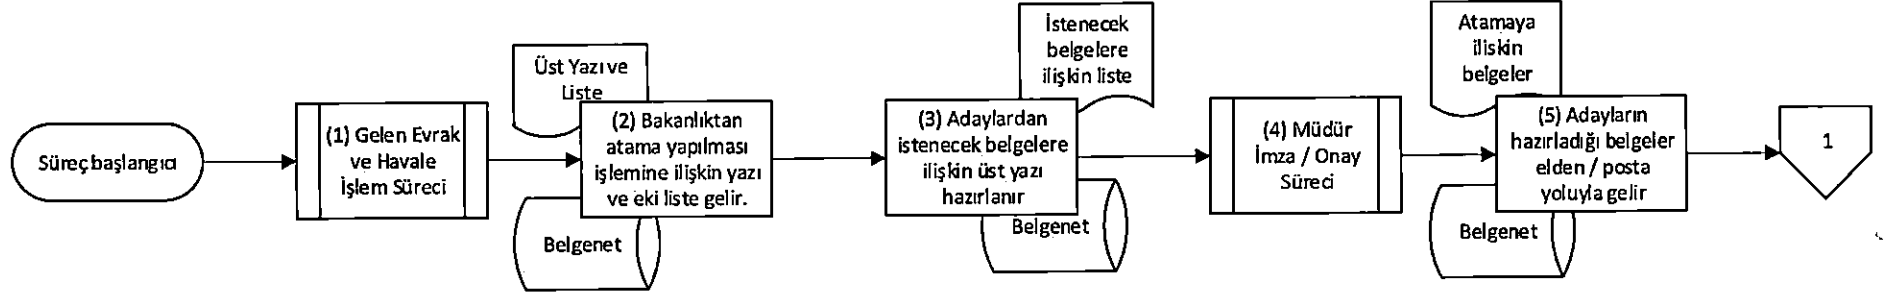 Süreç başlangıcı
(1) Gelen Evrak
ve Havale
İşlem Süreci
Üst Yazı ve
Liste
(2) Bakanlıktan
atama yapılması
işlemine ilişkin yazı
ve eki liste gelir.
Belgenet
İstenecek
belgelere
ilişkin liste
(3) Adaylardan
istenecek belgelere
ilişkin üst yazı
hazırlanır
Belgenet
(4) Müdür
İmza / Onay
Süreci
Atamaya
iliskin
belgeler
(5) Adayların
hazırladığı belgeler
elden / posta
yoluyla gelir
Belgenet
1